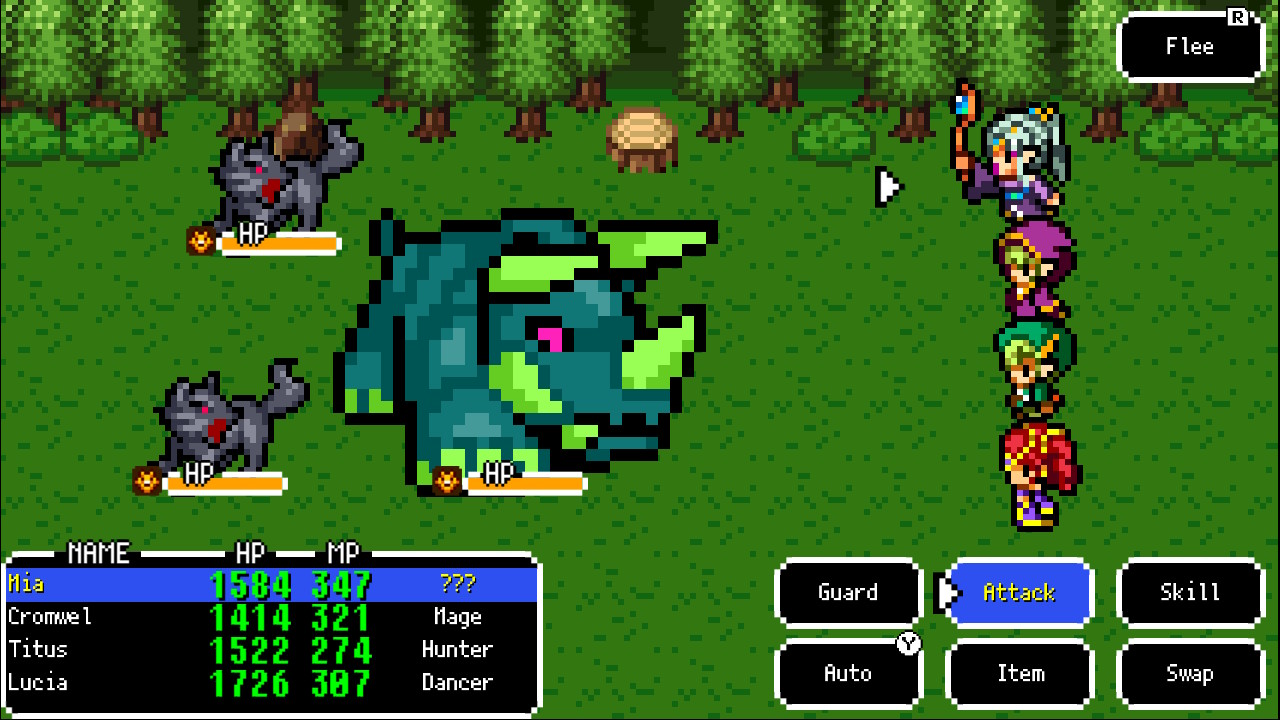 R
Flee
HP
HP
HP
NAME HP MP
Mia 1584 347 ???
Cromwel 1414 321 Mage
Titus 1522 274 Hunter
Lucia 1726 307 Dancer
Guard Attack Skill
Y
Auto Item Swap